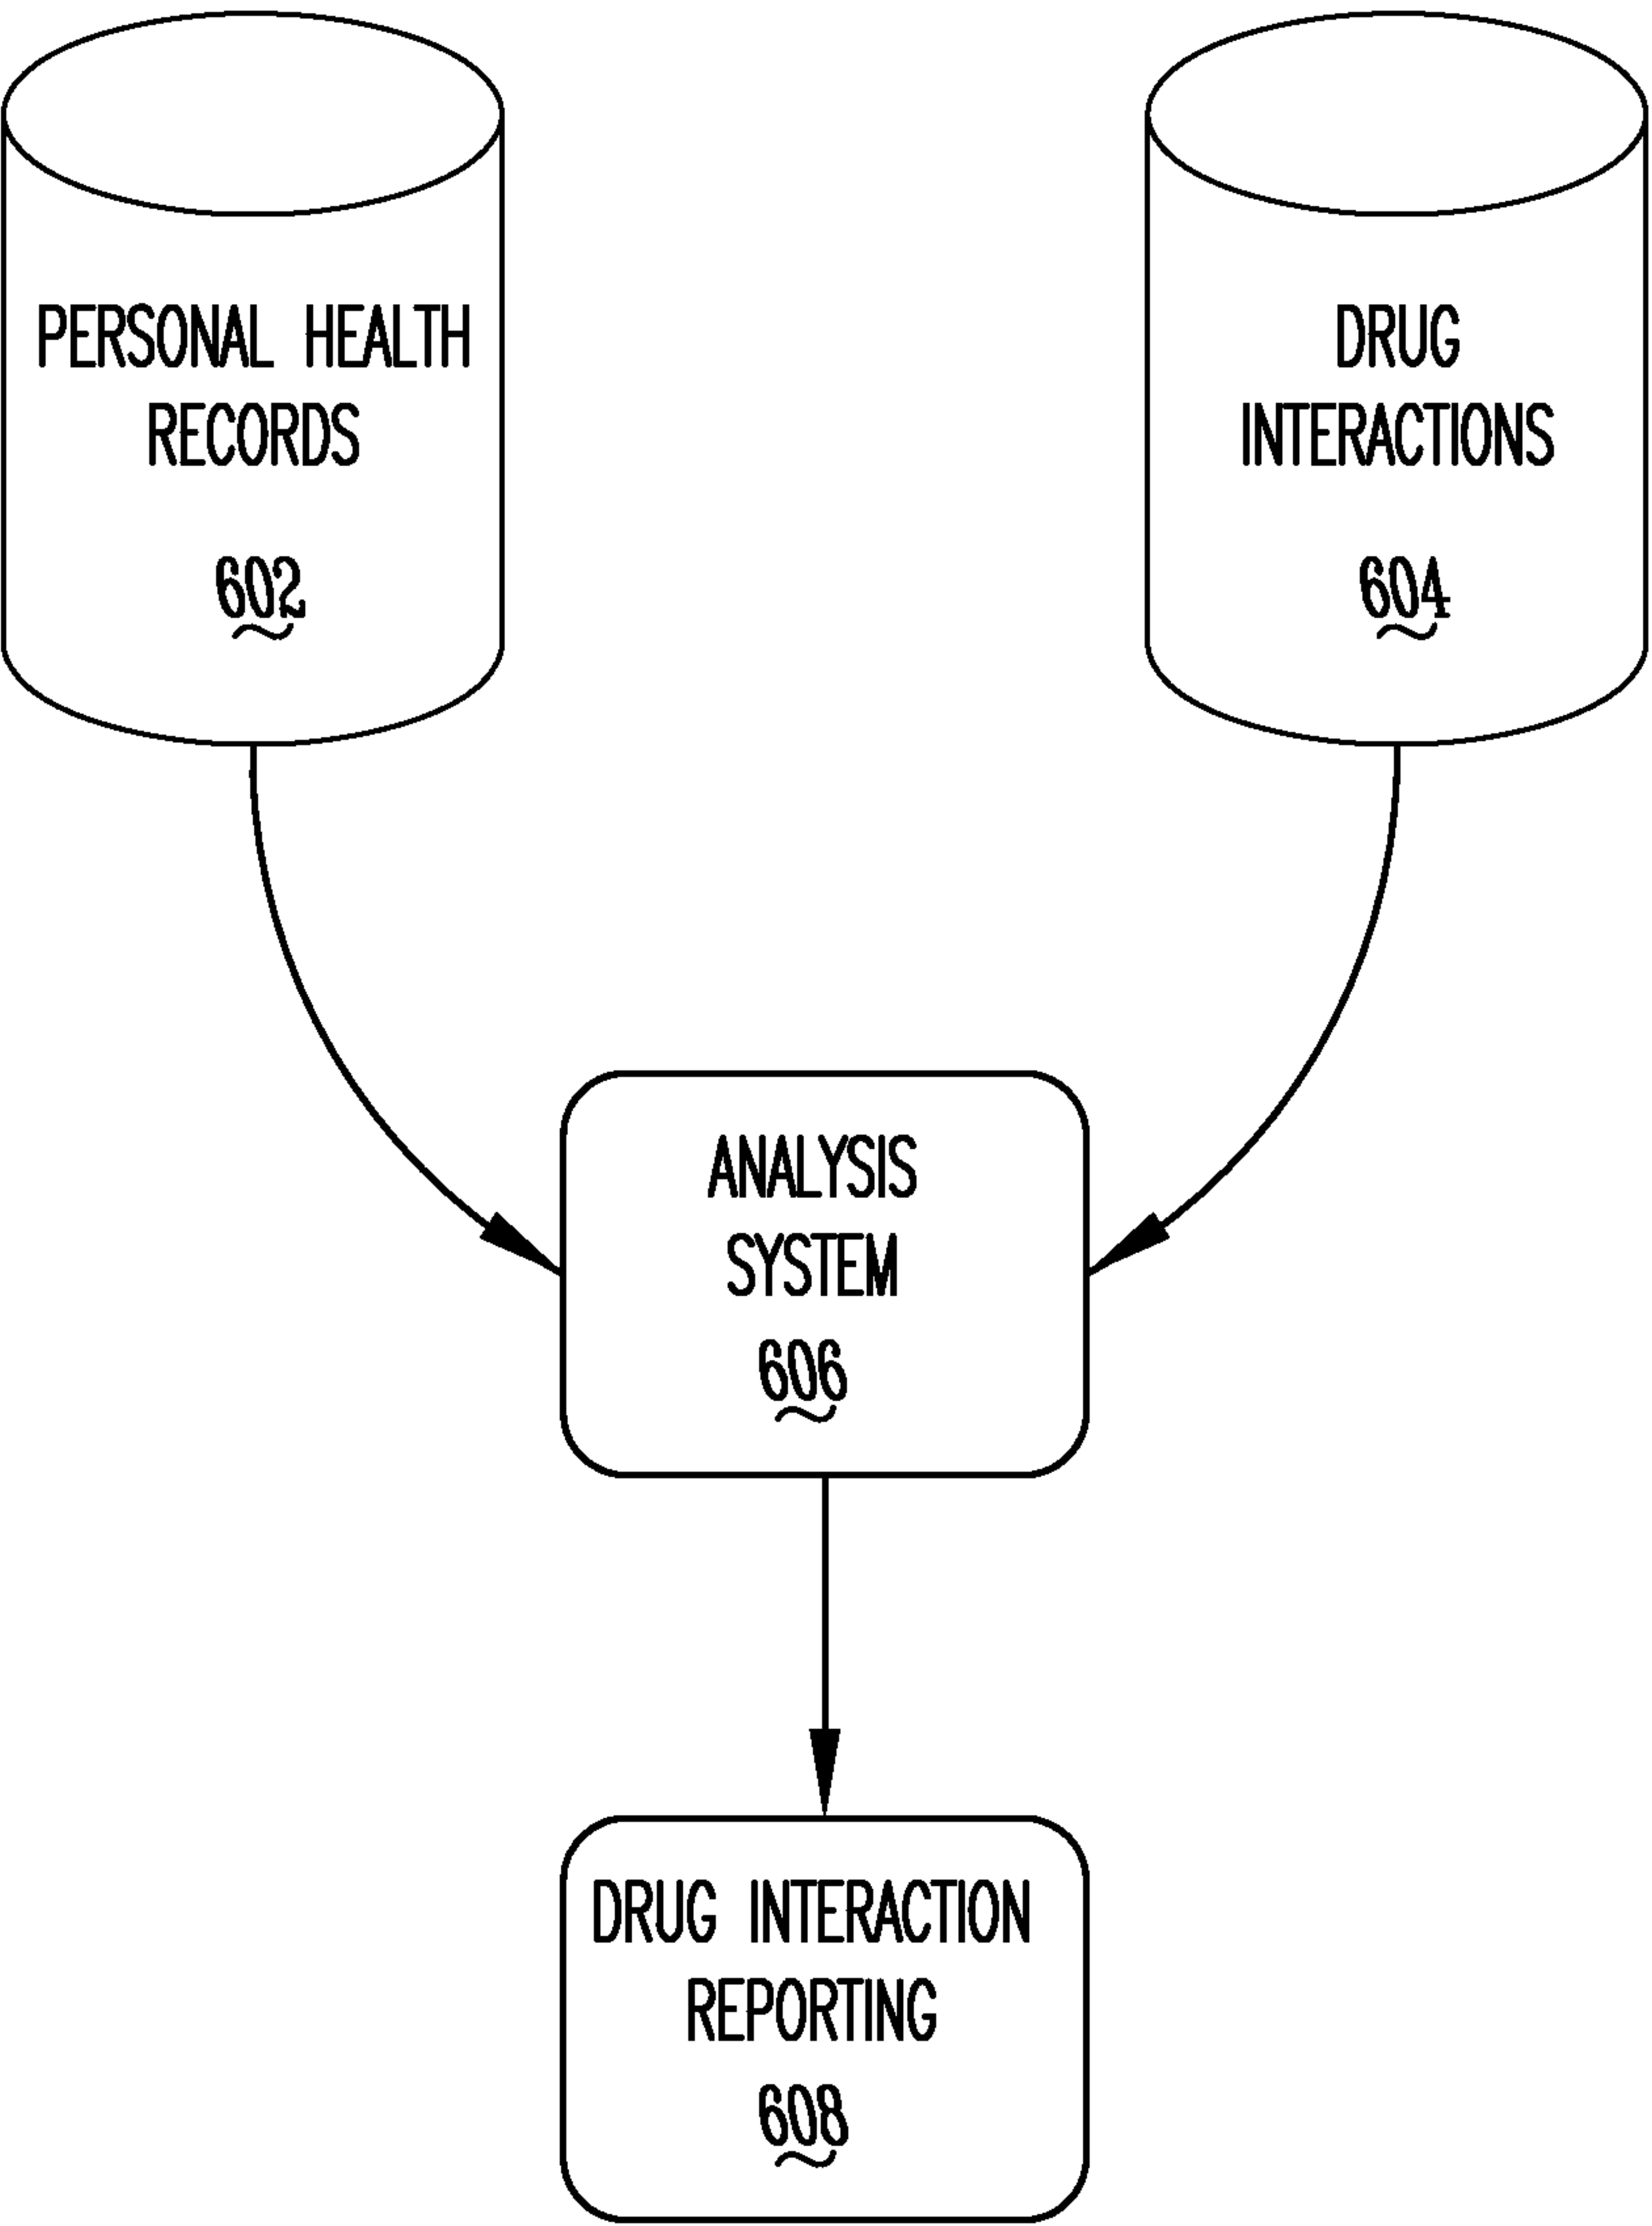 PERSONAL HEALTH
RECORDS
602
DRUG
INTERACTIONS
604
ANALYSIS
SYSTEM
606
DRUG INTERACTION
REPORTING
608